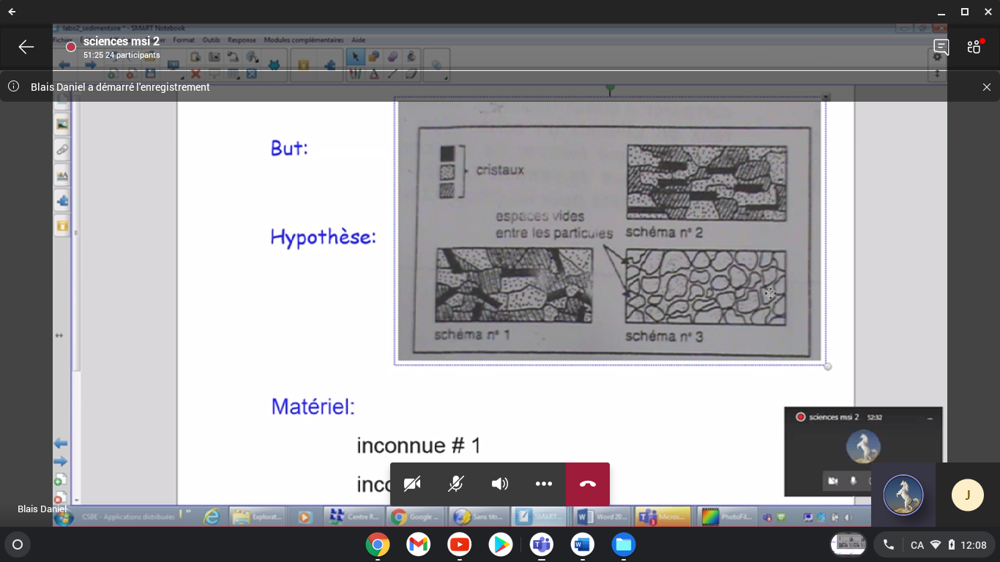 labo2_sedimentaire * - SMART Notebook
Format Outils Response Modules complémentaires Aide
sciences msi 2
51:25 24 participants
Blais Daniel a démarré l'enregistrement
But:
cristaux
espaces vides
entre les particules
schéma n° 2
Hypothèse:
schéma n° 1
schéma n° 3
Matériel:
inconnue # 1
inco
sciences msi 2 52:32
J
Blais Daniel
CSBE - Applications distribuées
Explorat...
Centre R...
Google ...
Sans tits...
SMART...
Word 20...
Micros...
PhotoFil...
CA 12:08